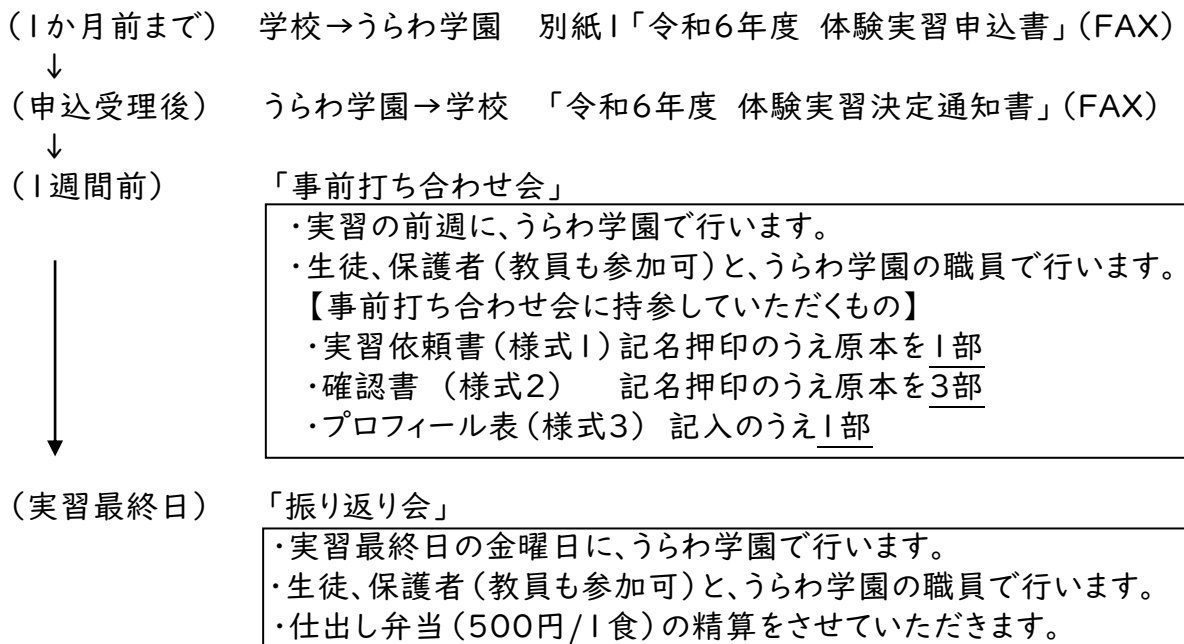 (1か月前まで) 学校→うらわ学園 別紙1「令和6年度 体験実習申込書」(FAX)
↓
(申込受理後) うらわ学園→学校 「令和6年度 体験実習決定通知書」(FAX)
↓
(1週間前) 「事前打ち合わせ会」
・実習の前週に、うらわ学園で行います。
・生徒、保護者(教員も参加可)と、うらわ学園の職員で行います。
【事前打ち合わせ会に持参していただくもの】
・実習依頼書(様式1)記名押印のうえ原本を1部
・確認書 (様式2) 記名押印のうえ原本を3部
・プロフィール表(様式3) 記入のうえ1部
(実習最終日) 「振り返り会」
・実習最終日の金曜日に、うらわ学園で行います。
・生徒、保護者(教員も参加可)と、うらわ学園の職員で行います。
・仕出し弁当(500円/1食)の精算をさせていただきます。